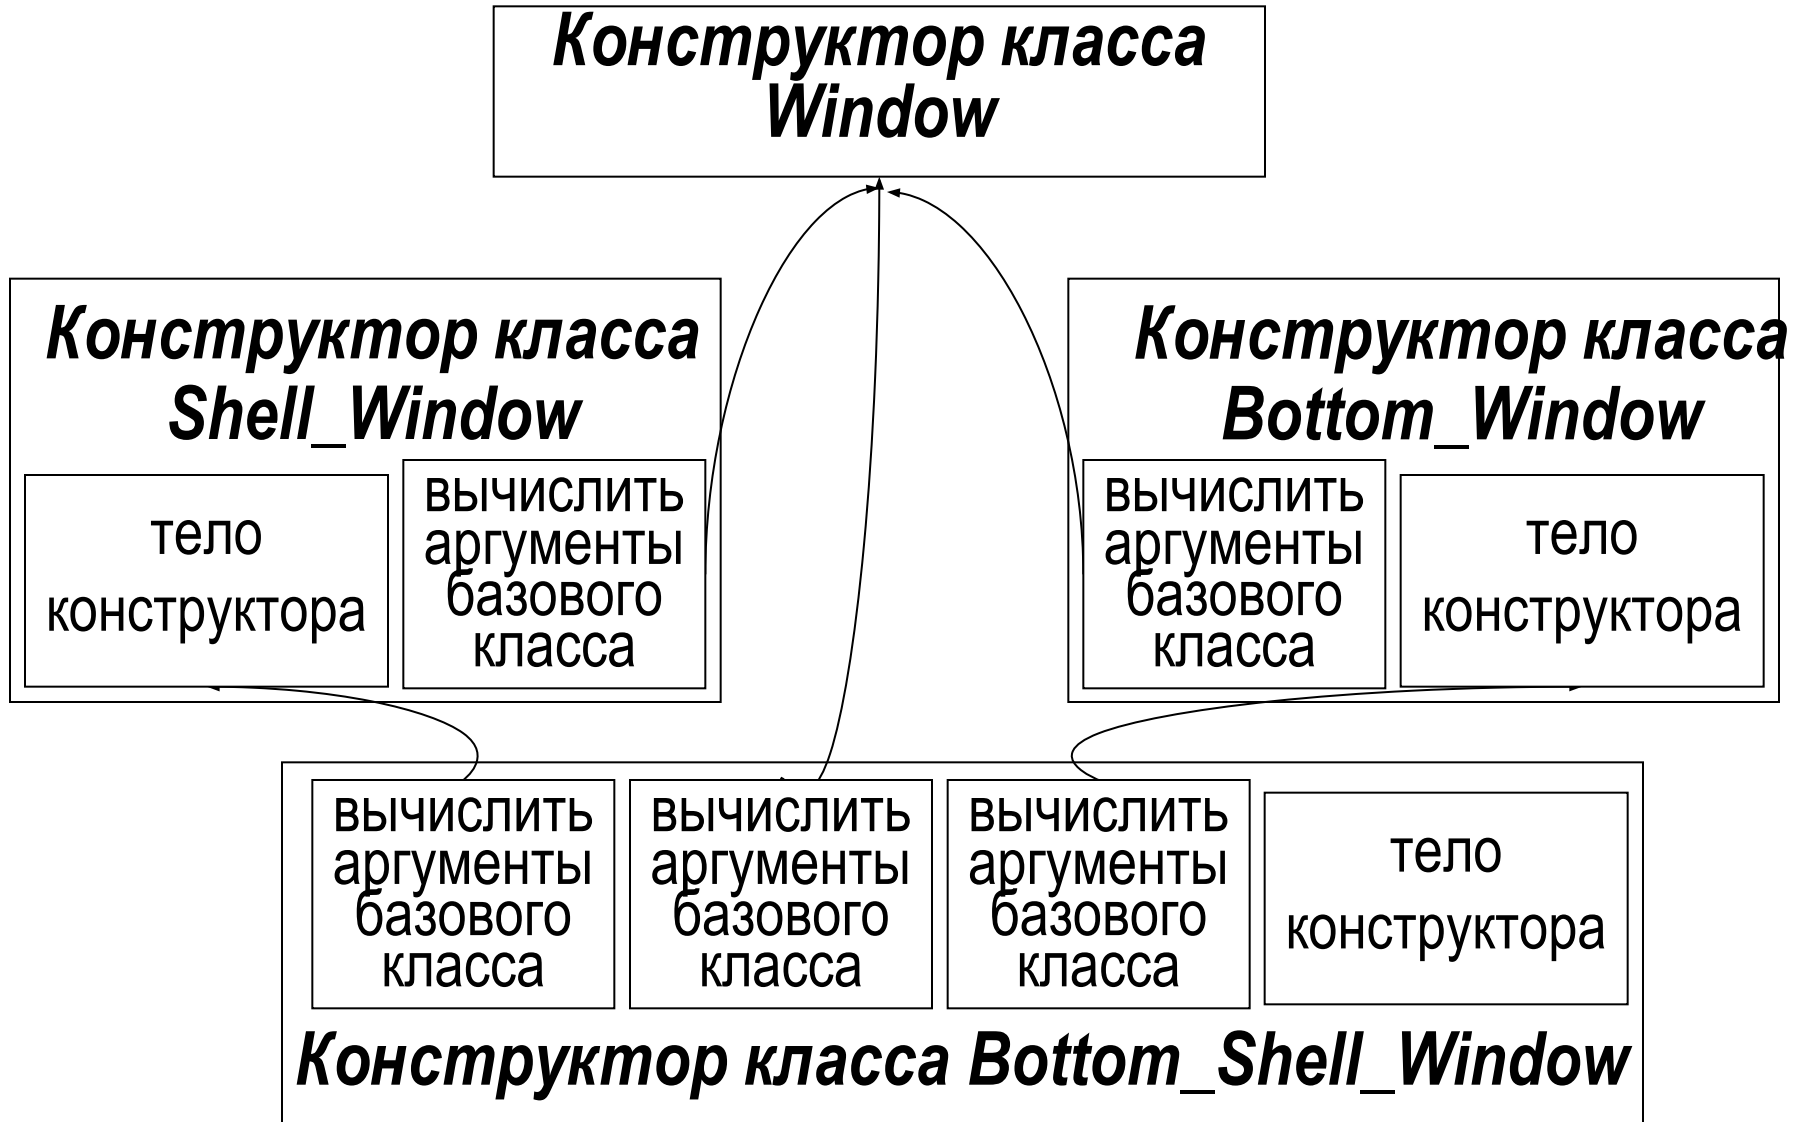 Конструктор класса
Window
Конструктор класса
Shell_Window
тело
конструктора
вычислить
аргументы
базового
класса
Конструктор класса
Bottom_Window
вычислить
аргументы
базового
класса
тело
конструктора
вычислить
аргументы
базового
класса
вычислить
аргументы
базового
класса
вычислить
аргументы
базового
класса
тело
конструктора
Конструктор класса Bottom_Shell_Window